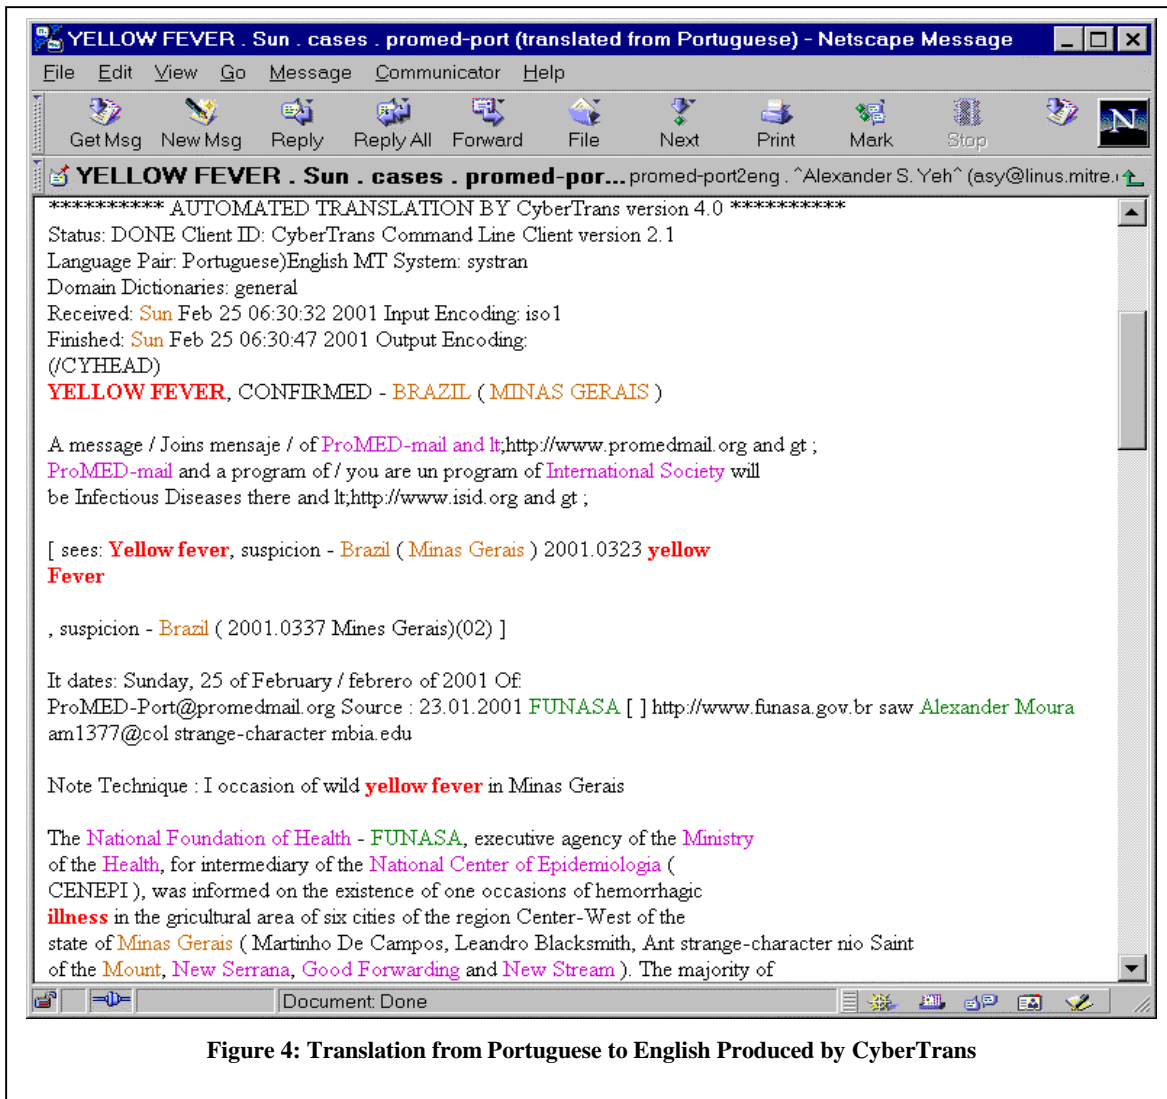 YELLOW FEVER . Sun . cases . promed-port (translated from Portuguese) - Netscape Message
File Edit View Go Message Communicator Help
Get Msg New Msg Reply Reply All Forward File Next Print Mark Stop
N
YELLOW FEVER . Sun . cases . promed-por... promed-port2eng . ^Alexander S. Yeh^ (asy@linus.mitre.
********** AUTOMATED TRANSLATION BY CyberTrans version 4.0 **********
Status: DONE Client ID: CyberTrans Command Line Client version 2.1
Language Pair: Portuguese)English MT System: systran
Domain Dictionaries: general
Received: Sun Feb 25 06:30:32 2001 Input Encoding: iso1
Finished: Sun Feb 25 06:30:47 2001 Output Encoding:
(/CYHEAD)
YELLOW FEVER, CONFIRMED - BRAZIL ( MINAS GERAIS )
A message / Joins mensaje / of ProMED-mail and lt;http://www.promedmail.org and gt ;
ProMED-mail and a program of / you are un program of International Society will
be Infectious Diseases there and lt;http://www.isid.org and gt ;
[ sees: Yellow fever, suspicion - Brazil ( Minas Gerais ) 2001.0323 yellow
Fever
, suspicion - Brazil ( 2001.0337 Mines Gerais)(02) ]
It dates: Sunday, 25 of February / febrero of 2001 Of:
ProMED-Port@promedmail.org Source : 23.01.2001 FUNASA [ ] http://www.funasa.gov.br saw Alexander Moura
am1377@col strange-character mbia.edu
Note Technique : I occasion of wild yellow fever in Minas Gerais
The National Foundation of Health - FUNASA, executive agency of the Ministry
of the Health, for intermediary of the National Center of Epidemiologia (
CENEPI ), was informed on the existence of one occasions of hemorrhagic
illness in the gricultural area of six cities of the region Center-West of the
state of Minas Gerais ( Martinho De Campos, Leandro Blacksmith, Ant strange-character nio Saint
of the Mount, New Serrana, Good Forwarding and New Stream ). The majority of
Document: Done
Figure 4: Translation from Portuguese to English Produced by CyberTrans